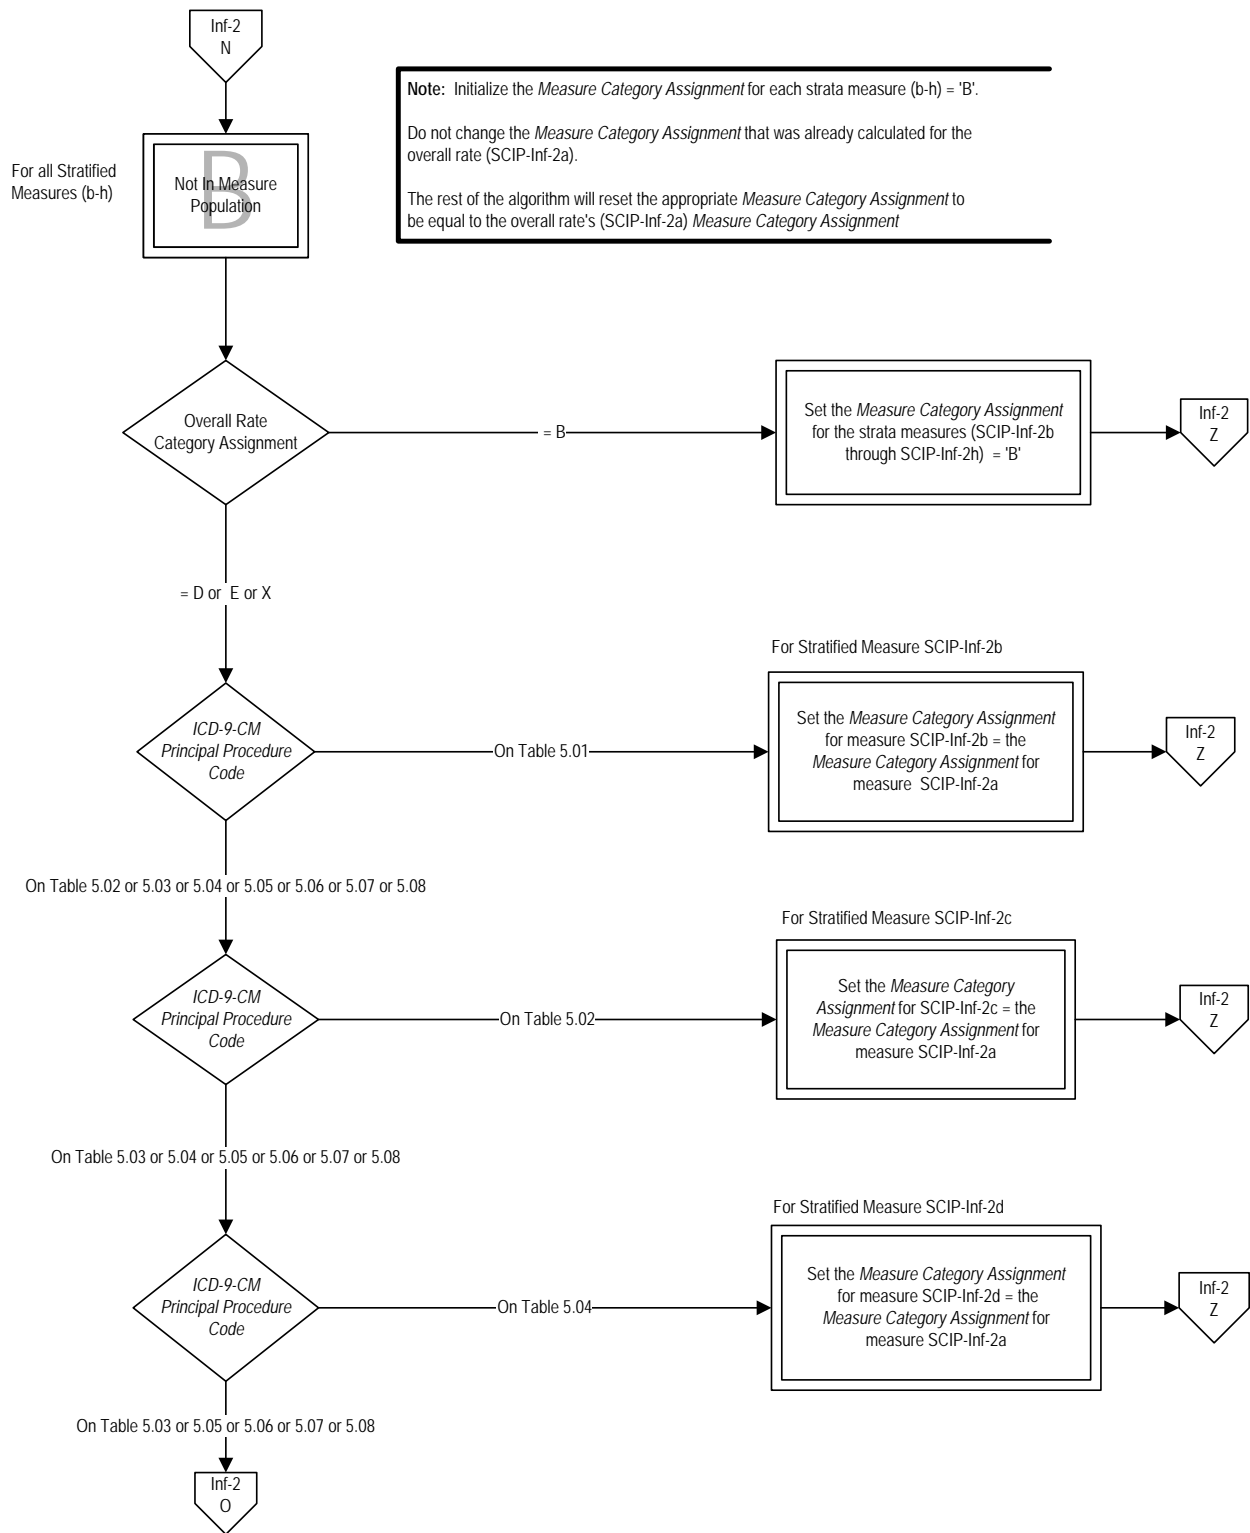 Inf-2
N
Note: Initialize the Measure Category Assignment for each strata measure (b-h) = 'B'.
Do not change the Measure Category Assignment that was already calculated for the
overall rate (SCIP-Inf-2a).
The rest of the algorithm will reset the appropriate Measure Category Assignment to
be equal to the overall rate's (SCIP-Inf-2a) Measure Category Assignment
For all Stratified
Measures (b-h)
B
Not In Measure
Population
Overall Rate
Category Assignment
= B
Set the Measure Category Assignment
for the strata measures (SCIP-Inf-2b
through SCIP-Inf-2h) = 'B'
Inf-2
Z
= D or E or X
For Stratified Measure SCIP-Inf-2b
ICD-9-CM
Principal Procedure
Code
On Table 5.01
Set the Measure Category Assignment
for measure SCIP-Inf-2b = the
Measure Category Assignment for
measure SCIP-Inf-2a
Inf-2
Z
On Table 5.02 or 5.03 or 5.04 or 5.05 or 5.06 or 5.07 or 5.08
For Stratified Measure SCIP-Inf-2c
ICD-9-CM
Principal Procedure
Code
On Table 5.02
Set the Measure Category
Assignment for SCIP-Inf-2c = the
Measure Category Assignment for
measure SCIP-Inf-2a
Inf-2
Z
On Table 5.03 or 5.04 or 5.05 or 5.06 or 5.07 or 5.08
For Stratified Measure SCIP-Inf-2d
ICD-9-CM
Principal Procedure
Code
On Table 5.04
Set the Measure Category Assignment
for measure SCIP-Inf-2d = the
Measure Category Assignment for
measure SCIP-Inf-2a
Inf-2
Z
On Table 5.03 or 5.05 or 5.06 or 5.07 or 5.08
Inf-2
O